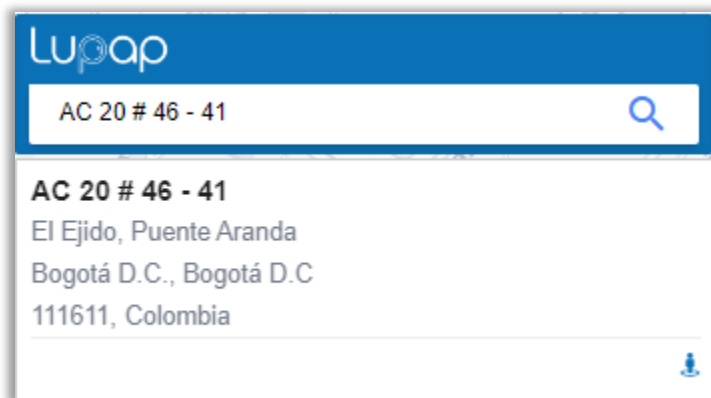 Lupap
AC 20 # 46 - 41
AC 20 # 46 - 41
El Ejido, Puente Aranda
Bogotá D.C., Bogotá D.C
111611, Colombia